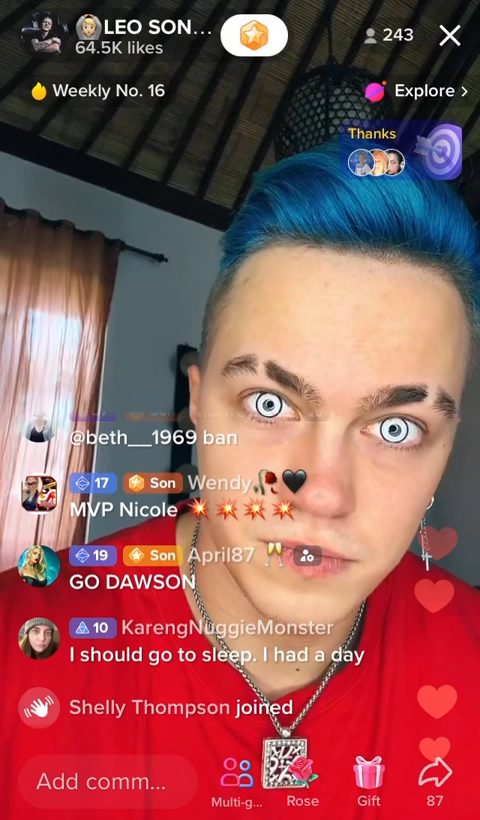 LEO SON...
64.5K likes
243
Weekly No. 16
Explore
Thanks
@beth__1969 ban
17 Son Wendy🥀🖤
MVP Nicole 💥💥💥💥
19 Son April87 🥂
GO DAWSON
10 KarengNuggieMonster
I should go to sleep. I had a day
Shelly Thompson joined
Add comm...
Multi-g...
Rose
Gift
87